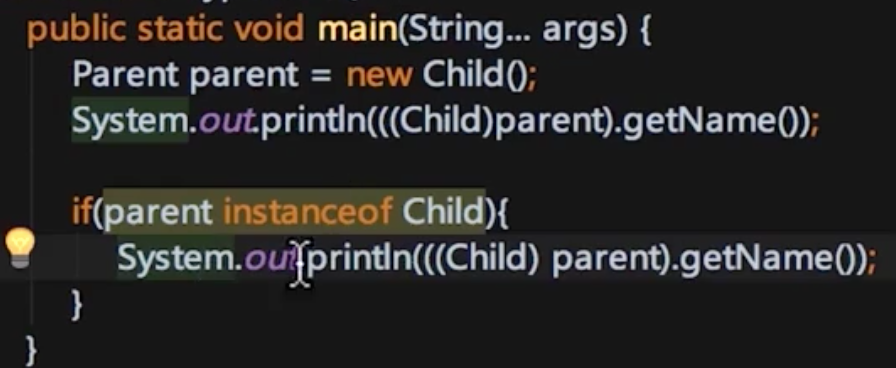 public static void main(String... args) {
Parent parent = new Child();
System.out.println(((Child)parent).getName());
if(parent instanceof Child){
System.out.println(((Child) parent).getName());
}
}